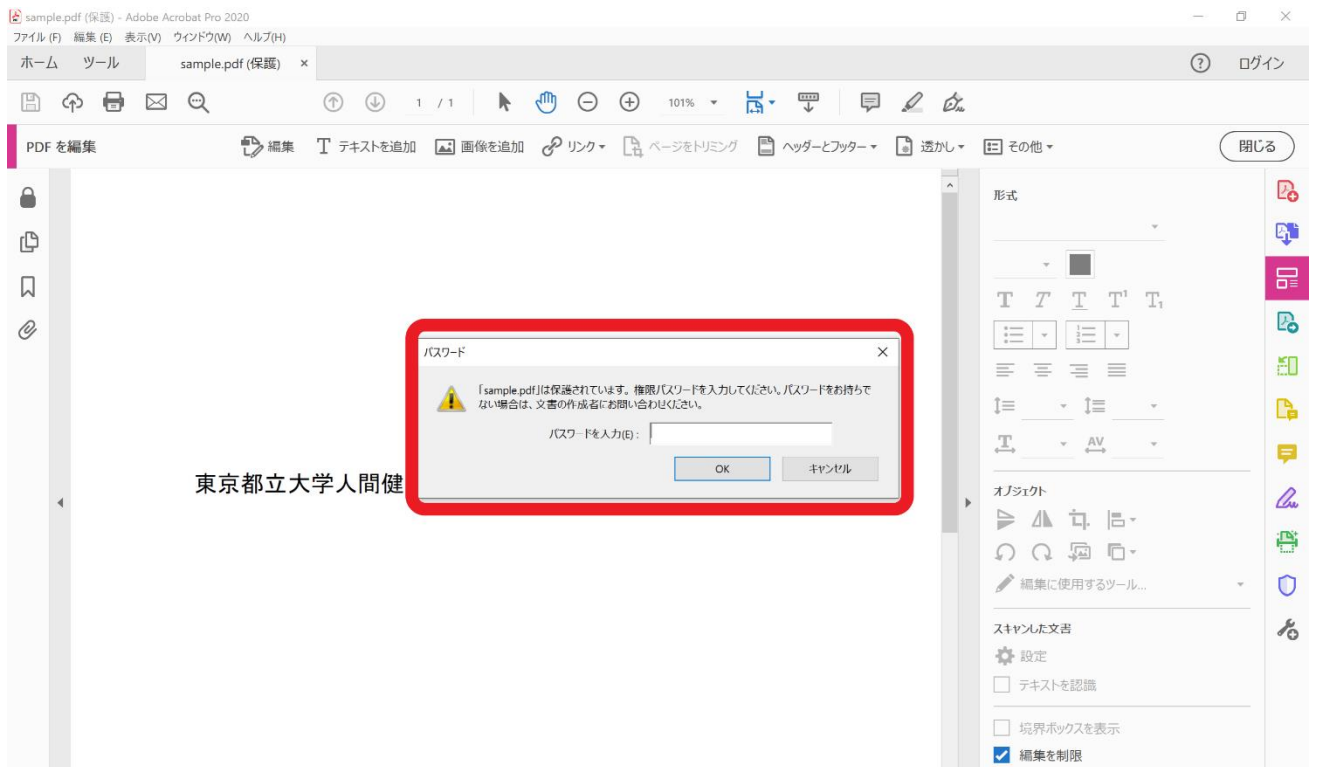 sample.pdf (保護) - Adobe Acrobat Pro 2020
ファイル(F) 編集(E) 表示(V) ウィンドウ(W) ヘルプ(H)
ホーム ツール sample.pdf (保護) × ログイン
1 / 1 101%
PDF を編集 編集 テキストを追加 画像を追加 リンク ページをトリミング ヘッダーとフッター 透かし その他 閉じる
形式
パスワード
「sample.pdf」は保護されています。権限パスワードを入力してください。パスワードをお持ちで
ない場合は、文書の作成者にお問い合わせください。
パスワードを入力(E):
OK キャンセル
東京都立大学人間健
オブジェクト
編集に使用するツール...
スキャンした文書
設定
テキストを認識
境界ボックスを表示
編集を制限